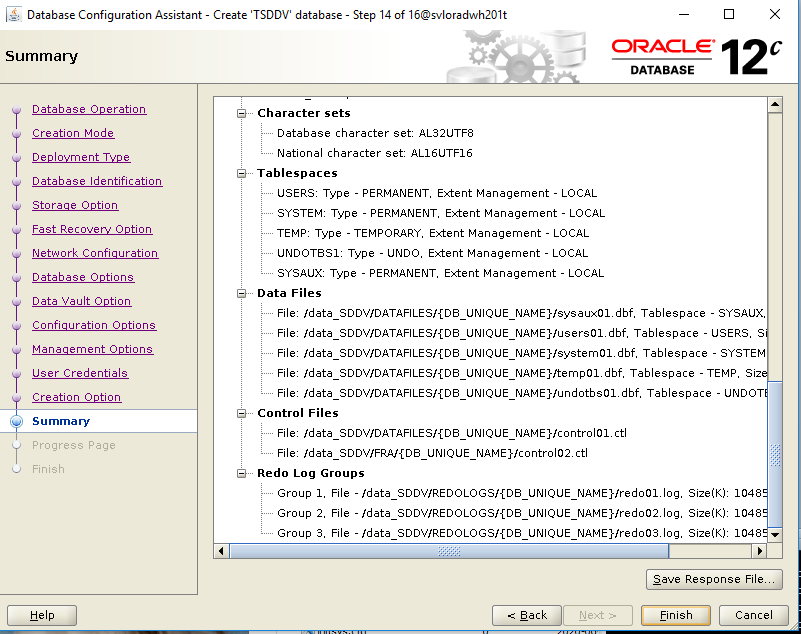 Database Configuration Assistant - Create 'TSDDV' database - Step 14 of 16@svloradwh201t
Summary
ORACLE
DATABASE
12c
Database Operation
Creation Mode
Deployment Type
Database Identification
Storage Option
Fast Recovery Option
Network Configuration
Database Options
Data Vault Option
Configuration Options
Management Options
User Credentials
Creation Option
Summary
Progress Page
Finish
Character sets
Database character set: AL32UTF8
National character set: AL16UTF16
Tablespaces
USERS: Type - PERMANENT, Extent Management - LOCAL
SYSTEM: Type - PERMANENT, Extent Management - LOCAL
TEMP: Type - TEMPORARY, Extent Management - LOCAL
UNDOTBS1: Type - UNDO, Extent Management - LOCAL
SYSAUX: Type - PERMANENT, Extent Management - LOCAL
Data Files
File: /data_SDDV/DATAFILES/{DB_UNIQUE_NAME}/sysaux01.dbf, Tablespace - SYSAUX,
File: /data_SDDV/DATAFILES/{DB_UNIQUE_NAME}/users01.dbf, Tablespace - USERS, Si
File: /data_SDDV/DATAFILES/{DB_UNIQUE_NAME}/system01.dbf, Tablespace - SYSTEM
File: /data_SDDV/DATAFILES/{DB_UNIQUE_NAME}/temp01.dbf, Tablespace - TEMP, Size
File: /data_SDDV/DATAFILES/{DB_UNIQUE_NAME}/undotbs01.dbf, Tablespace - UNDOT
Control Files
File: /data_SDDV/DATAFILES/{DB_UNIQUE_NAME}/control01.ctl
File: /data_SDDV/FRA/{DB_UNIQUE_NAME}/control02.ctl
Redo Log Groups
Group 1, File - /data_SDDV/REDOLOGS/{DB_UNIQUE_NAME}/redo01.log, Size(K): 10485
Group 2, File - /data_SDDV/REDOLOGS/{DB_UNIQUE_NAME}/redo02.log, Size(K): 10485
Group 3, File - /data_SDDV/REDOLOGS/{DB_UNIQUE_NAME}/redo03.log, Size(K): 10485
Save Response File...
Help
< Back
Next >
Finish
Cancel